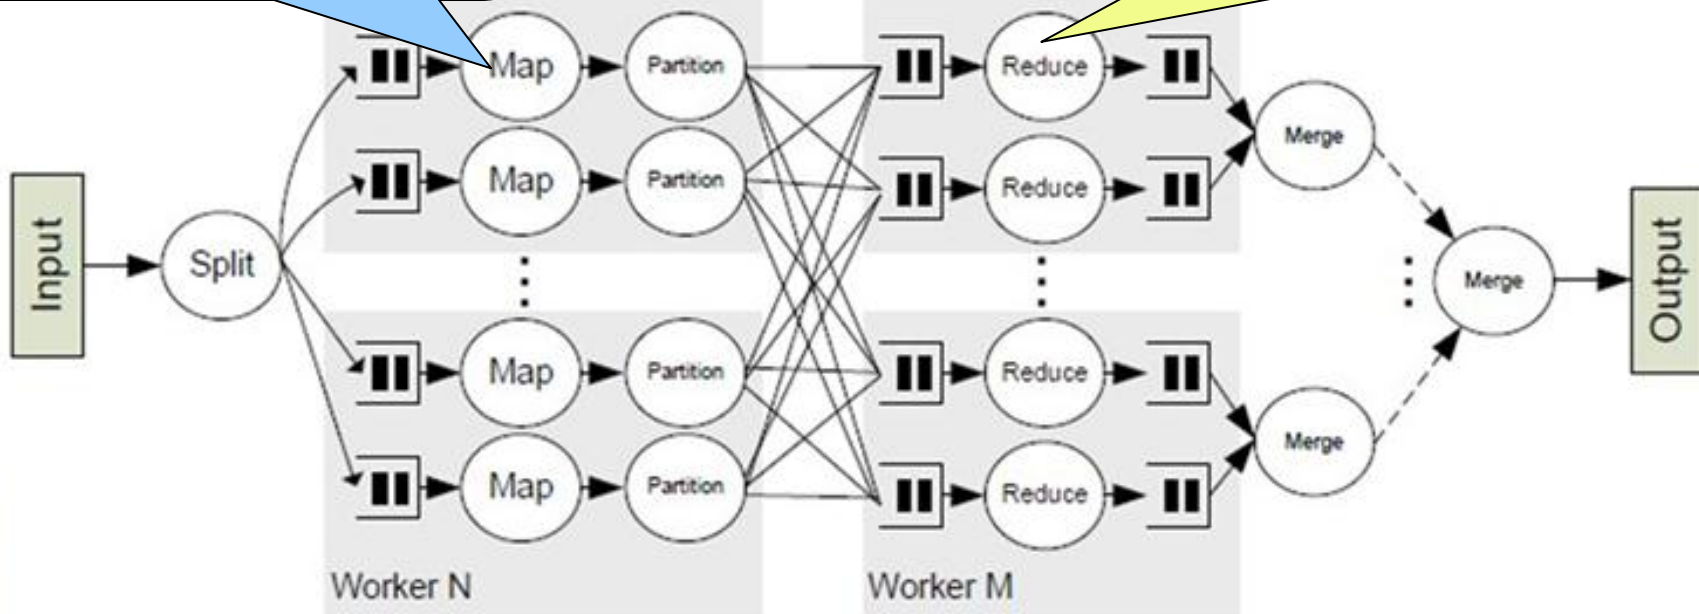 Map
Partition
Reduce
Merge
Map
Partition
Reduce
Input
Split
Merge
Output
Map
Partition
Reduce
Merge
Map
Partition
Reduce
Worker N
Worker M